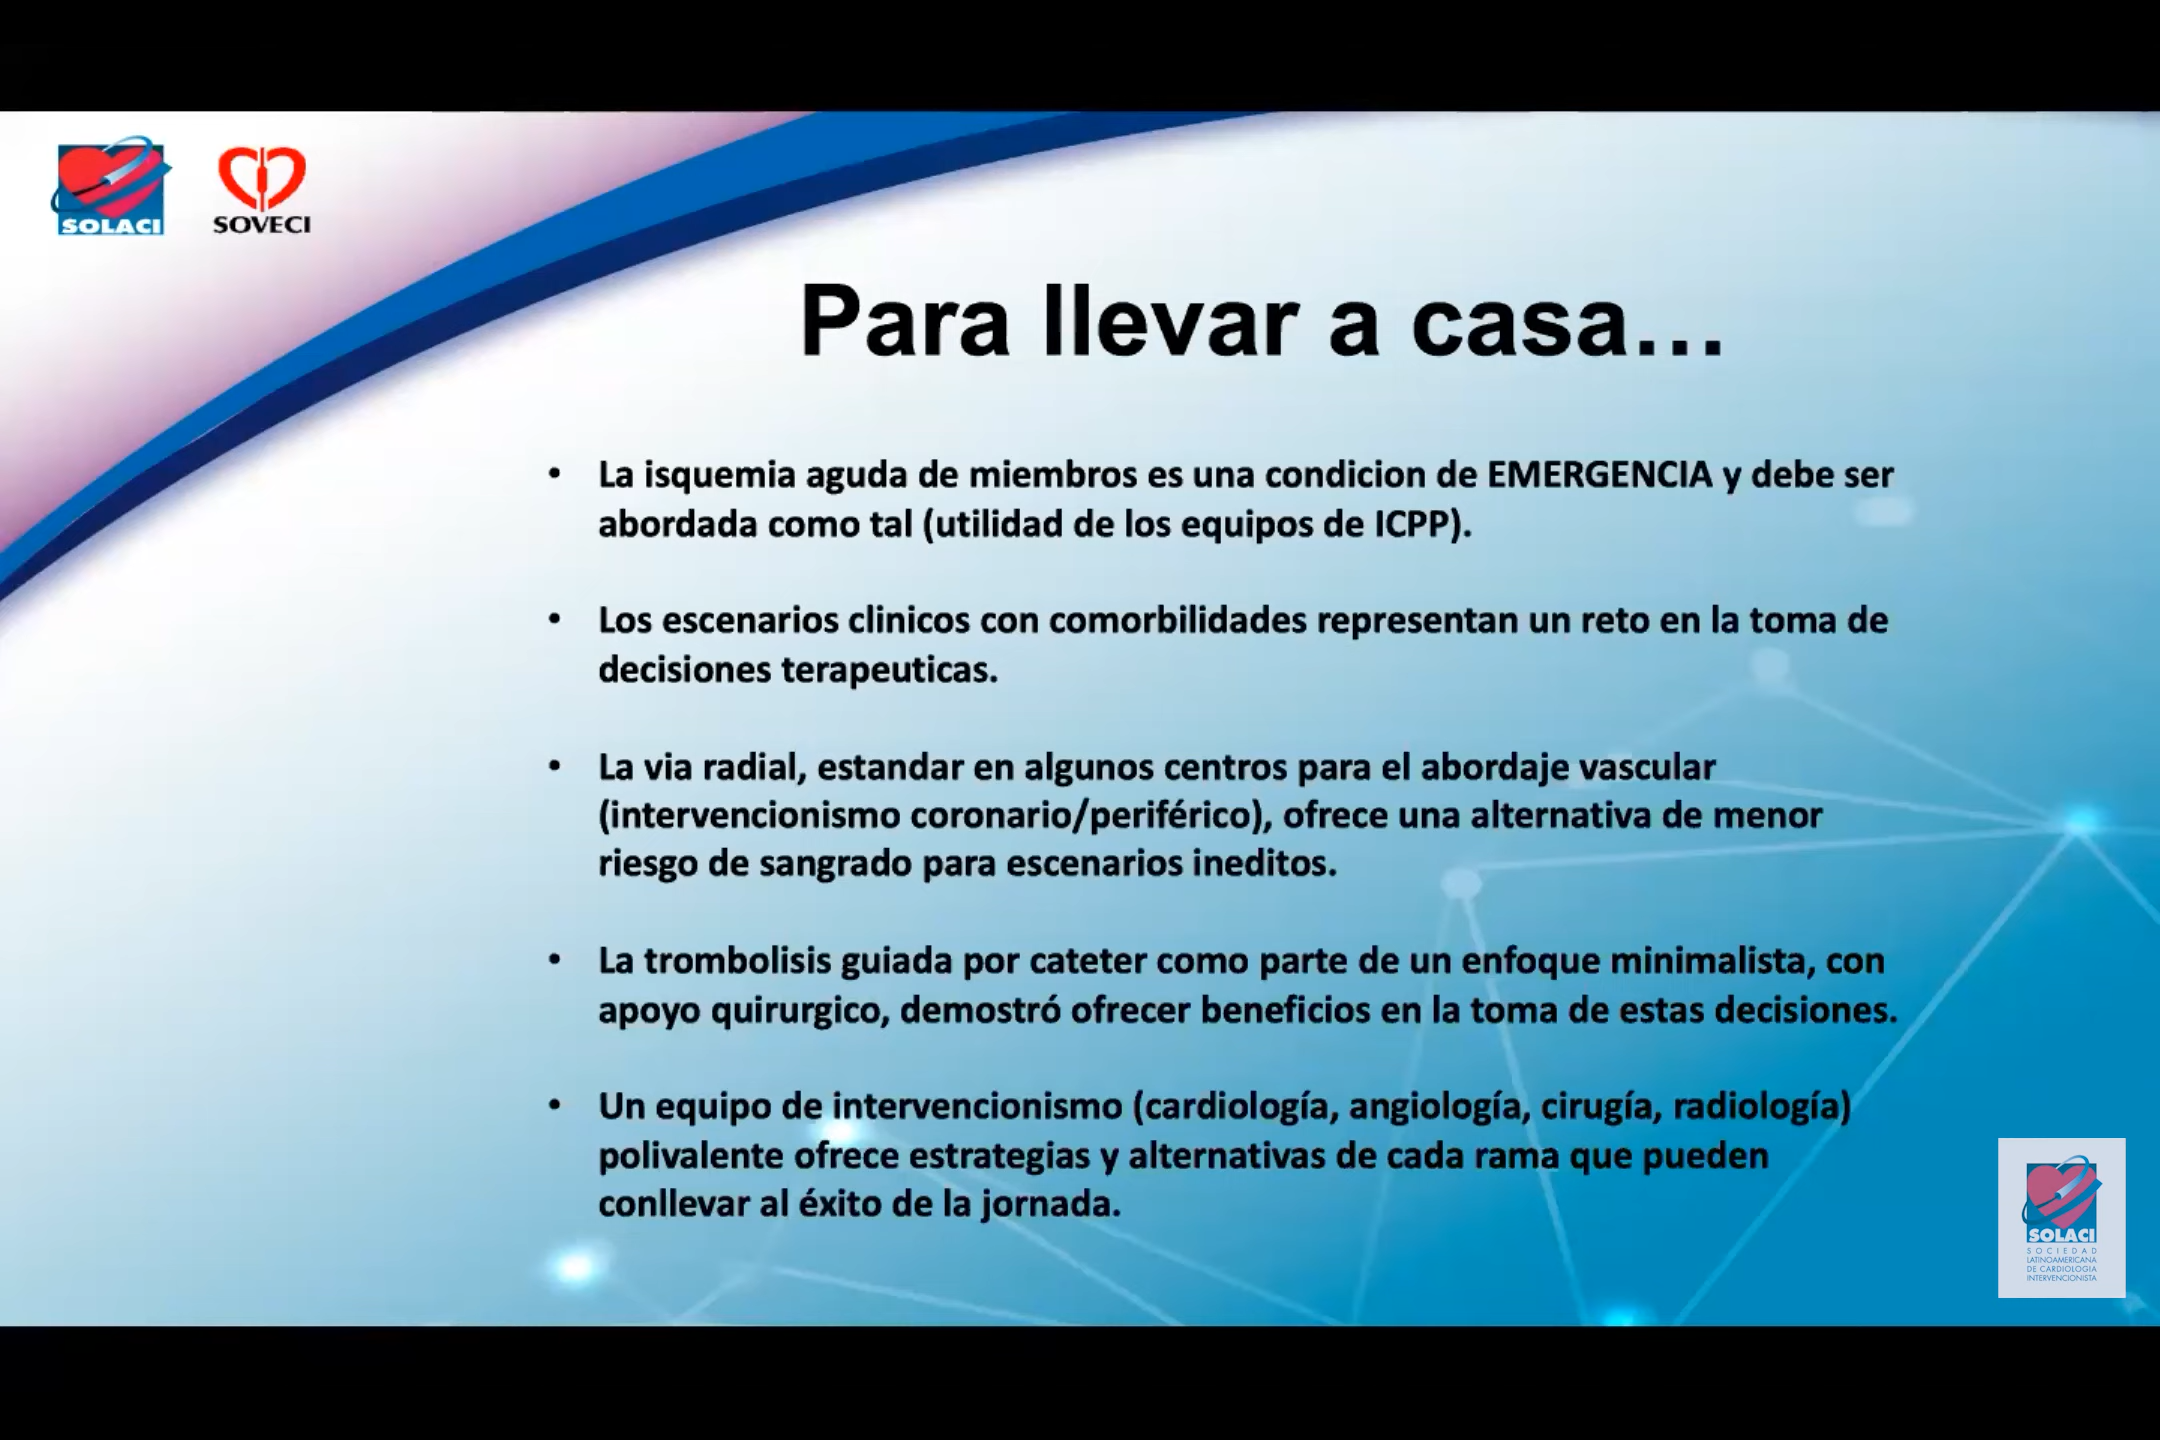 SOLACI
SOVECI
Para llevar a casa...
• La isquemia aguda de miembros es una condicion de EMERGENCIA y debe ser
abordada como tal (utilidad de los equipos de ICPP).
• Los escenarios clinicos con comorbilidades representan un reto en la toma de
decisiones terapeuticas.
• La via radial, estandar en algunos centros para el abordaje vascular
(intervencionismo coronario/periférico), ofrece una alternativa de menor
riesgo de sangrado para escenarios ineditos.
• La trombolisis guiada por cateter como parte de un enfoque minimalista, con
apoyo quirurgico, demostró ofrecer beneficios en la toma de estas decisiones.
• Un equipo de intervencionismo (cardiología, angiología, cirugía, radiología)
polivalente ofrece estrategias y alternativas de cada rama que pueden
conllevar al éxito de la jornada.
SOLACI
SOCIEDAD
LATINOAMERICANA
DE CARDIOLOGIA
INTERVENCIONISTA